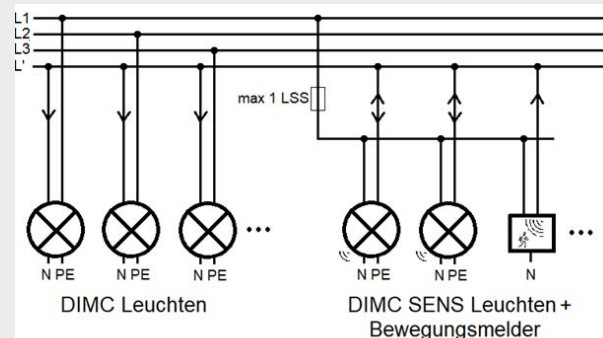 L1
L2
L3
L'
max 1 LSS
N PE
N PE
N PE
...
N PE
N PE
N
...
DIMC Leuchten
DIMC SENS Leuchten +
Bewegungsmelder